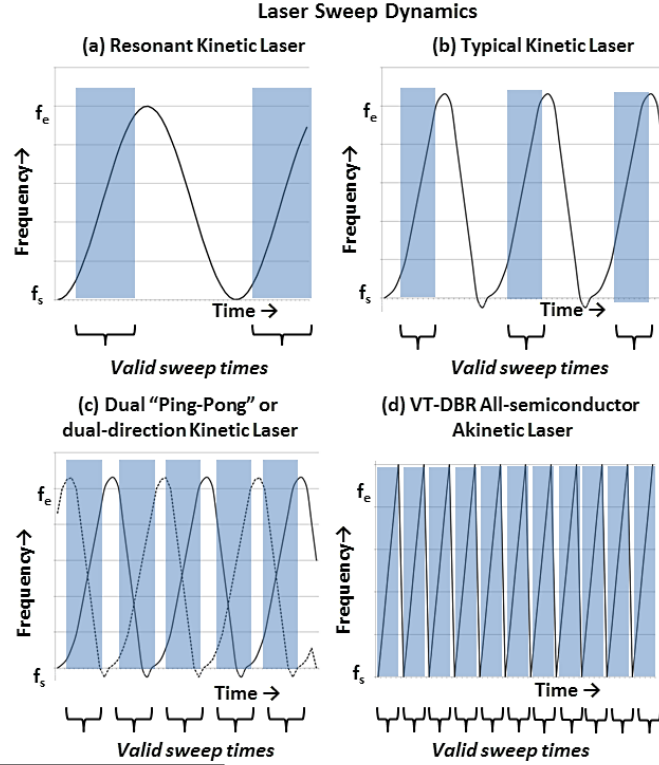 Laser Sweep Dynamics
(a) Resonant Kinetic Laser
fe
Frequency→
fs
Time →
Valid sweep times
(b) Typical Kinetic Laser
fe
Frequency→
fs
Time →
Valid sweep times
(c) Dual “Ping-Pong” or
dual-direction Kinetic Laser
fe
Frequency→
fs
Time →
Valid sweep times
(d) VT-DBR All-semiconductor
Akinetic Laser
fe
Frequency→
fs
Time →
Valid sweep times